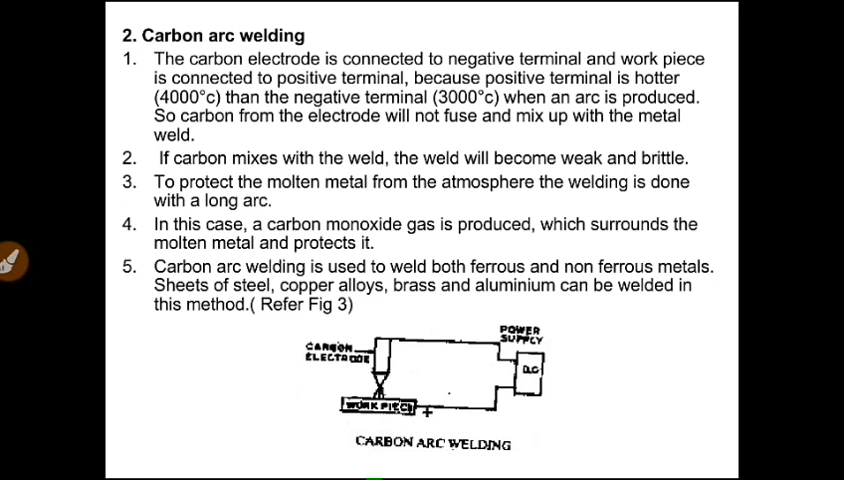 2. Carbon arc welding
1. The carbon electrode is connected to negative terminal and work piece
is connected to positive terminal, because positive terminal is hotter
(4000°c) than the negative terminal (3000°c) when an arc is produced.
So carbon from the electrode will not fuse and mix up with the metal
weld.
2. If carbon mixes with the weld, the weld will become weak and brittle.
3. To protect the molten metal from the atmosphere the welding is done
with a long arc.
4. In this case, a carbon monoxide gas is produced, which surrounds the
molten metal and protects it.
5. Carbon arc welding is used to weld both ferrous and non ferrous metals.
Sheets of steel, copper alloys, brass and aluminium can be welded in
this method.( Refer Fig 3)
POWER
SUPPLY
CARBON
ELECTRODE
D.C
WORK PIECE
+
CARBON ARC WELDING